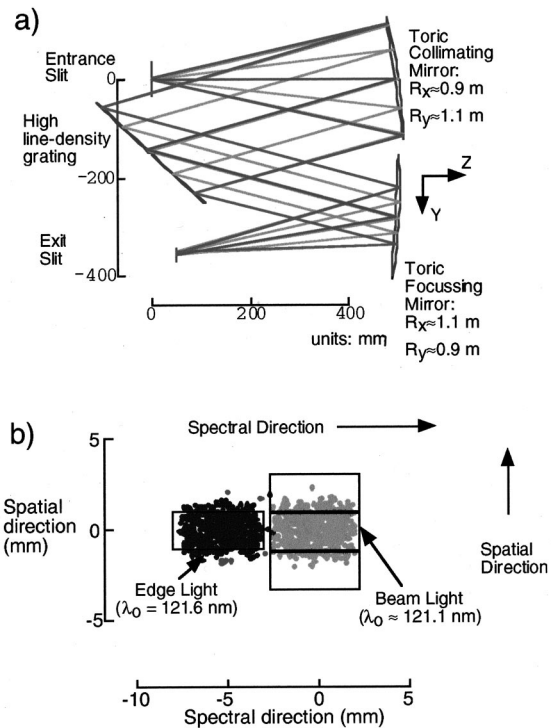 a)
Entrance
Slit
0
High
line-density
grating
-200
Exit
Slit
-400
0
200
400
units: mm
Toric
Collimating
Mirror:
Rx≈0.9 m
Ry≈1.1 m
Z
Y
Toric
Focussing
Mirror:
Rx≈1.1 m
Ry≈0.9 m
b)
Spectral Direction
5
Spatial
direction
(mm)
0
-5
Edge Light
(λo = 121.6 nm)
Beam Light
(λo ≈ 121.1 nm)
Spatial
Direction
-10
-5
0
5
Spectral direction (mm)